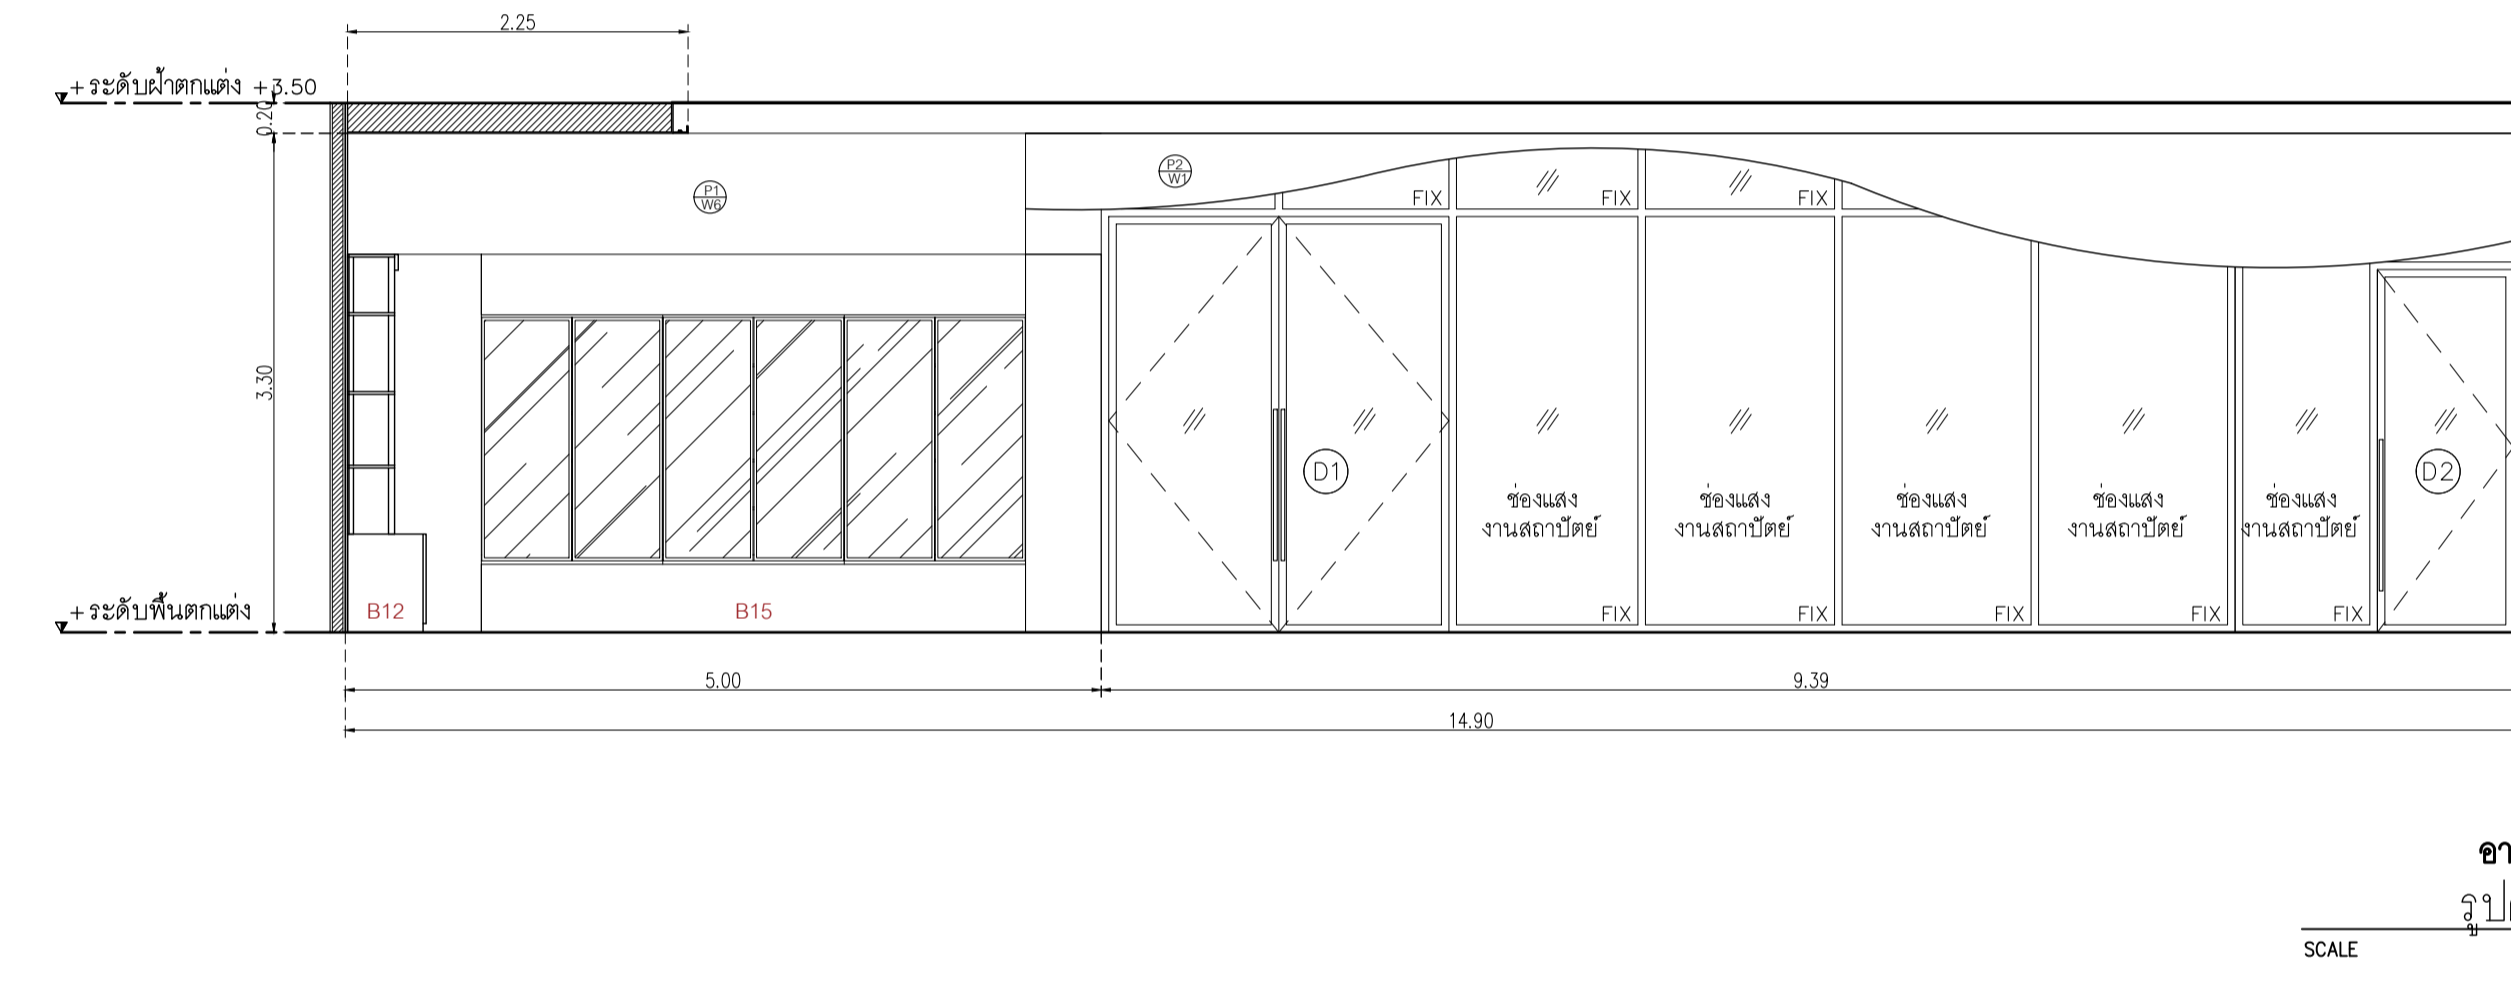 2.25
+ระดับฝ้าตกแต่ง +3.50
0.20
P1
W6
P2
W1
FIX FIX FIX
3.30
D1
D2
ช่องแสง ช่องแสง ช่องแสง ช่องแสง ช่องแสง
งานสถาปัตย์ งานสถาปัตย์ งานสถาปัตย์ งานสถาปัตย์ งานสถาปัตย์
+ระดับพื้นตกแต่ง
B12 B15
FIX FIX FIX FIX FIX
5.00 9.39
14.90
SCALE